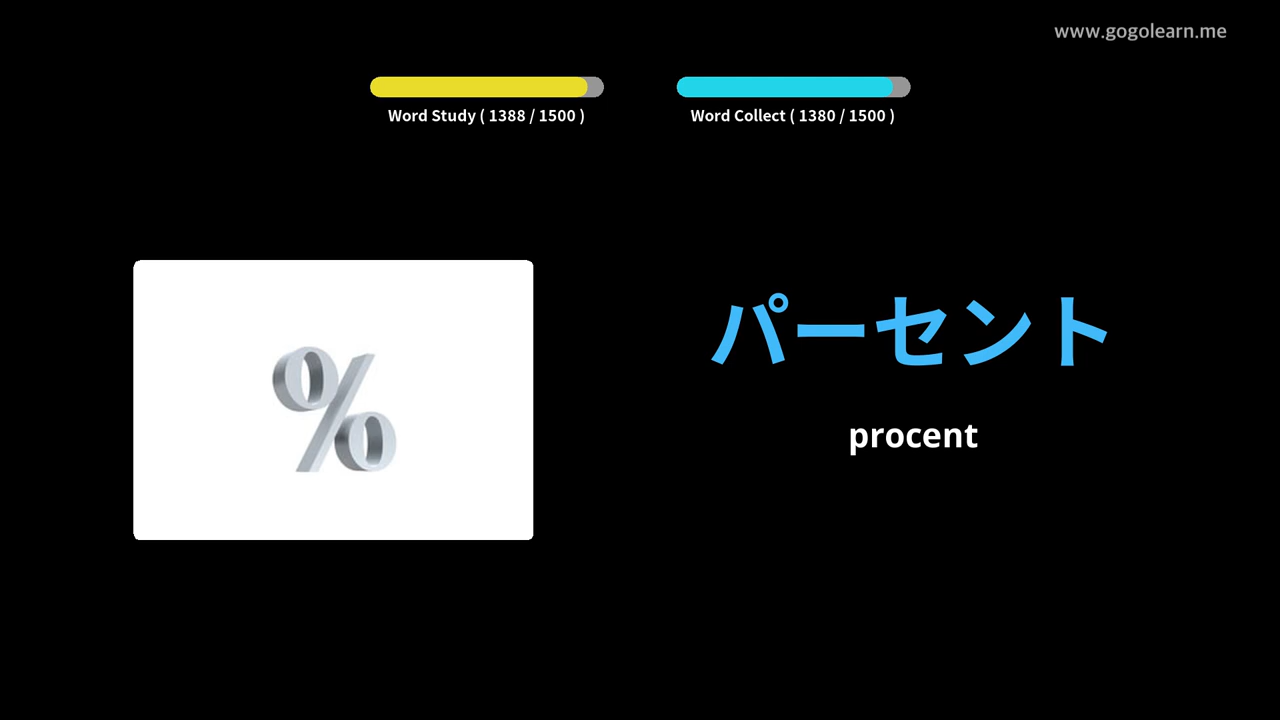 www.gogolearn.me
Word Study ( 1388 / 1500 )
Word Collect ( 1380 / 1500 )
%
パーセント
procent